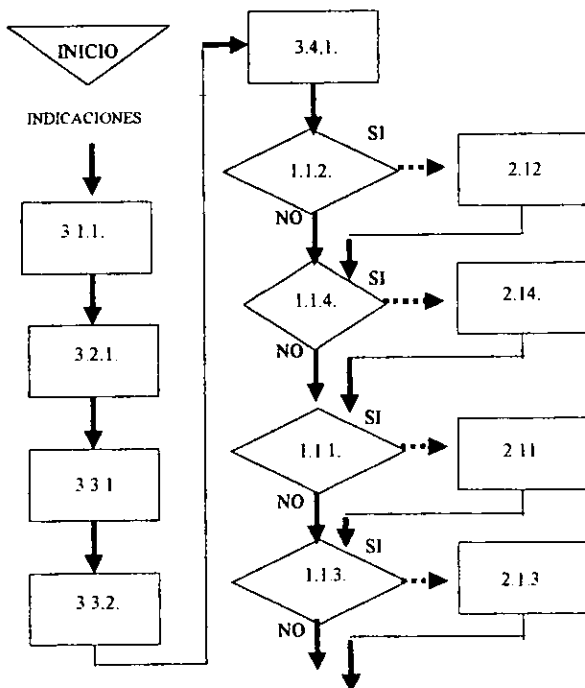 INICIO
INDICACIONES
3 1.1.
3.2.1.
3 3 1
3 3.2.
3.4.1.
SI
1.1.2.
2.12
NO
SI
1.1.4.
2.14.
NO
SI
1.1 1.
2 11
NO
SI
1.1.3.
2.1.3
NO